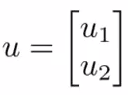 u = [u₁
u₂]